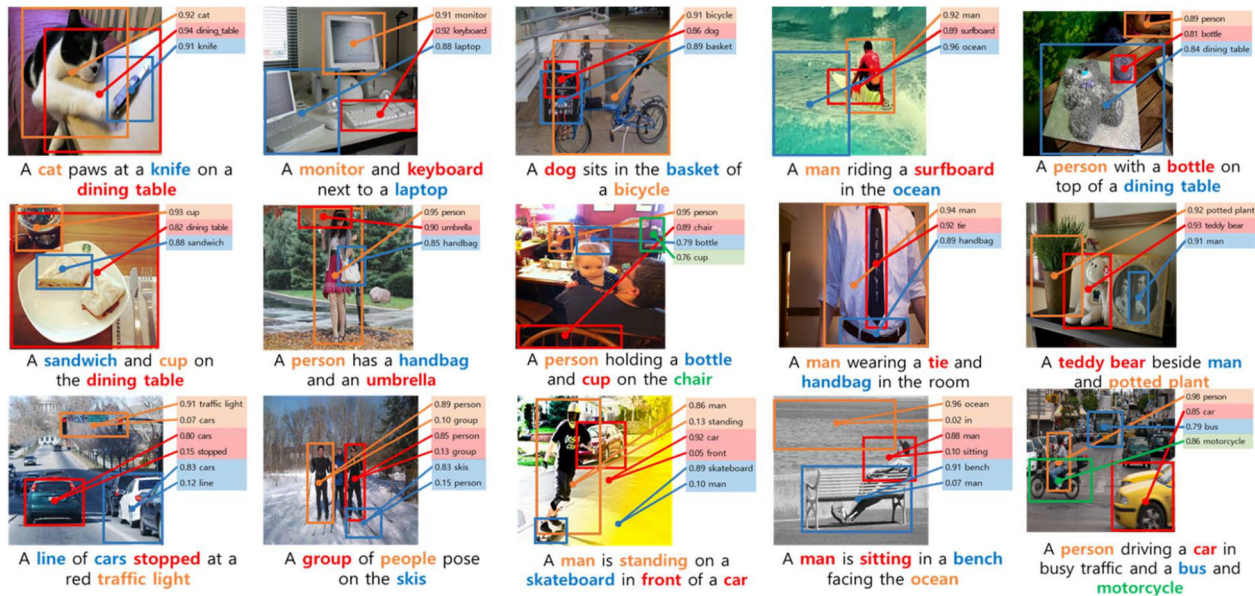 0.92 cat
0.94 dining_table
0.91 knife
A cat paws at a knife on a
dining table
0.91 monitor
0.92 keyboard
0.88 laptop
A monitor and keyboard
next to a laptop
0.91 bicycle
0.86 dog
0.89 basket
A dog sits in the basket of
a bicycle
0.92 man
0.89 surfboard
0.96 ocean
A man riding a surfboard
in the ocean
0.89 person
0.81 bottle
0.84 dining table
A person with a bottle on
top of a dining table
0.93 cup
0.82 dining table
0.88 sandwich
A sandwich and cup on
the dining table
0.95 person
0.90 umbrella
0.85 handbag
A person has a handbag
and an umbrella
0.95 person
0.89 chair
0.79 bottle
0.76 cup
A person holding a bottle
and cup on the chair
0.94 man
0.92 tie
0.89 handbag
A man wearing a tie and
handbag in the room
0.92 potted plant
0.93 teddy bear
0.91 man
A teddy bear beside man
and potted plant
0.91 traffic light
0.07 cars
0.80 cars
0.15 stopped
0.83 cars
0.12 line
A line of cars stopped at a
red traffic light
0.89 person
0.10 group
0.85 person
0.13 group
0.83 skis
0.15 person
A group of people pose
on the skis
0.86 man
0.13 standing
0.92 car
0.05 front
0.89 skateboard
0.10 man
A man is standing on a
skateboard in front of a car
0.96 ocean
0.02 in
0.88 man
0.10 sitting
0.91 bench
0.07 man
A man is sitting in a bench
facing the ocean
0.98 person
0.85 car
0.79 bus
0.86 motorcycle
A person driving a car in
busy traffic and a bus and
motorcycle